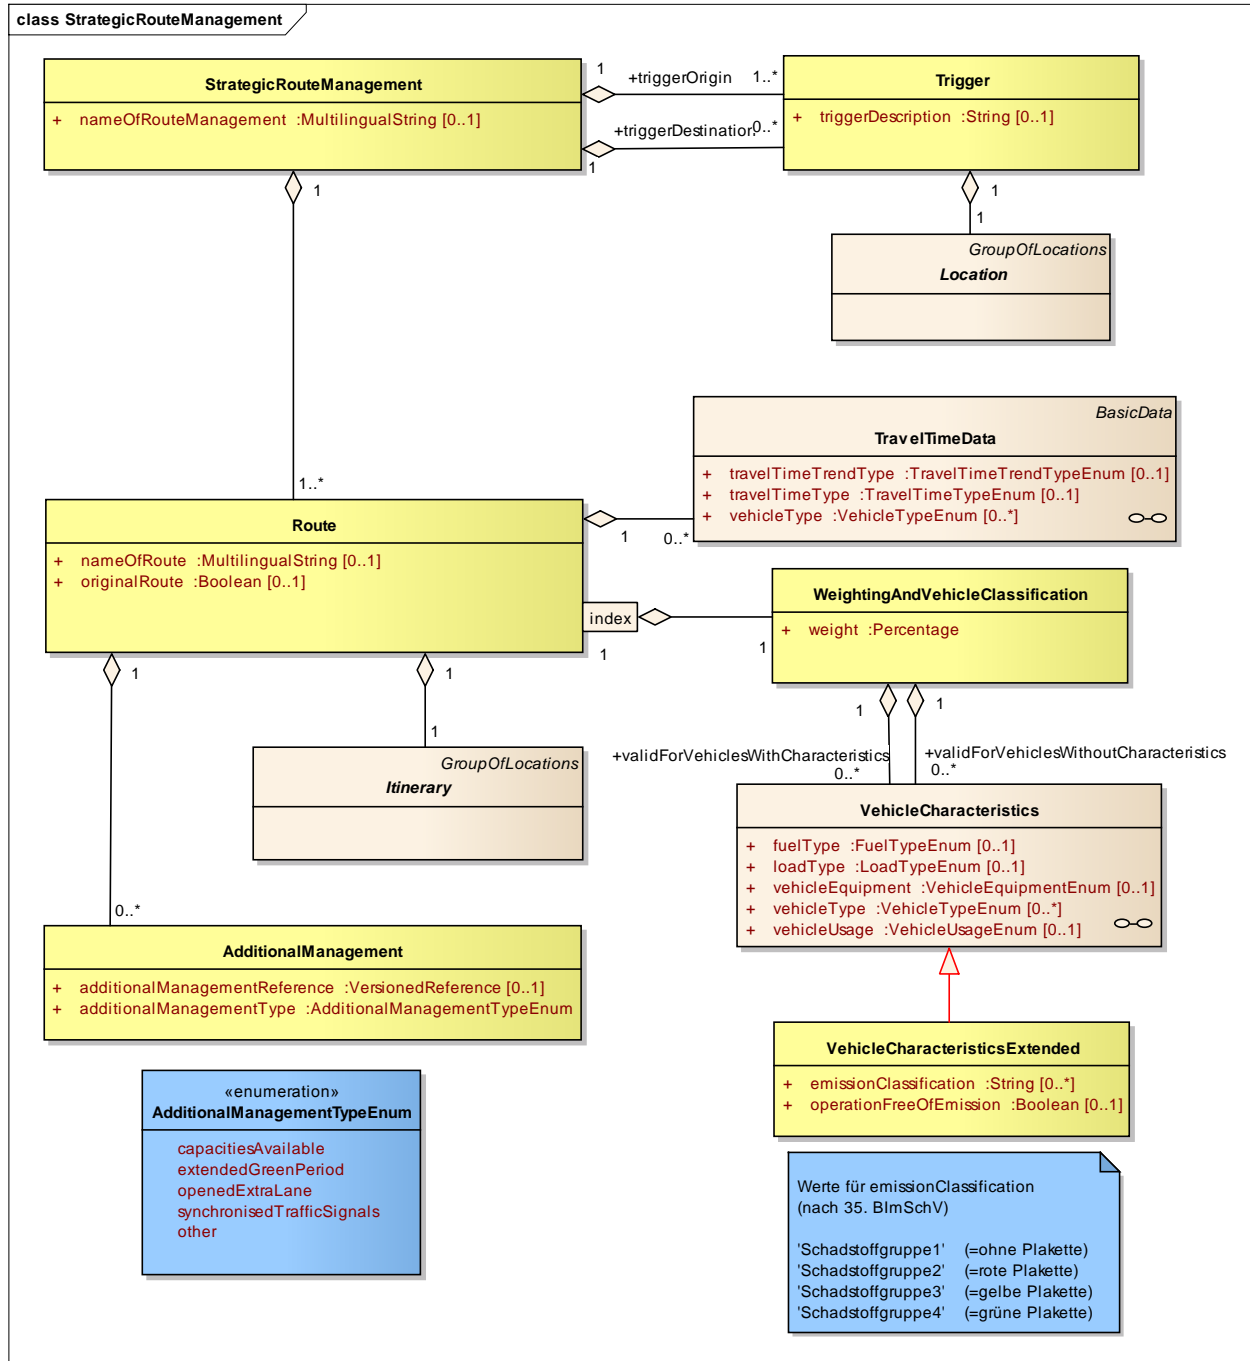 class StrategicRouteManagement
StrategicRouteManagement
+ nameOfRouteManagement :MultilingualString [0..1]
1
+triggerOrigin
1..*
+triggerDestination
0..*
1
Trigger
+ triggerDescription :String [0..1]
1
1
GroupOfLocations
Location
1
1..*
BasicData
TravelTimeData
+ travelTimeTrendType :TravelTimeTrendTypeEnum [0..1]
+ travelTimeType :TravelTimeTypeEnum [0..1]
+ vehicleType :VehicleTypeEnum [0..*]
Route
+ nameOfRoute :MultilingualString [0..1]
+ originalRoute :Boolean [0..1]
1
0..*
index
1
1
WeightingAndVehicleClassification
+ weight :Percentage
1
1
1
GroupOfLocations
Itinerary
1
1
+validForVehiclesWithCharacteristics
0..*
+validForVehiclesWithoutCharacteristics
0..*
VehicleCharacteristics
+ fuelType :FuelTypeEnum [0..1]
+ loadType :LoadTypeEnum [0..1]
+ vehicleEquipment :VehicleEquipmentEnum [0..1]
+ vehicleType :VehicleTypeEnum [0..*]
+ vehicleUsage :VehicleUsageEnum [0..1]
0..*
AdditionalManagement
+ additionalManagementReference :VersionedReference [0..1]
+ additionalManagementType :AdditionalManagementTypeEnum
VehicleCharacteristicsExtended
+ emissionClassification :String [0..*]
+ operationFreeOfEmission :Boolean [0..1]
«enumeration»
AdditionalManagementTypeEnum
capacitiesAvailable
extendedGreenPeriod
openedExtraLane
synchronisedTrafficSignals
other
Werte für emissionClassification
(nach 35. BImSchV)
'Schadstoffgruppe1' (=ohne Plakette)
'Schadstoffgruppe2' (=rote Plakette)
'Schadstoffgruppe3' (=gelbe Plakette)
'Schadstoffgruppe4' (=grüne Plakette)